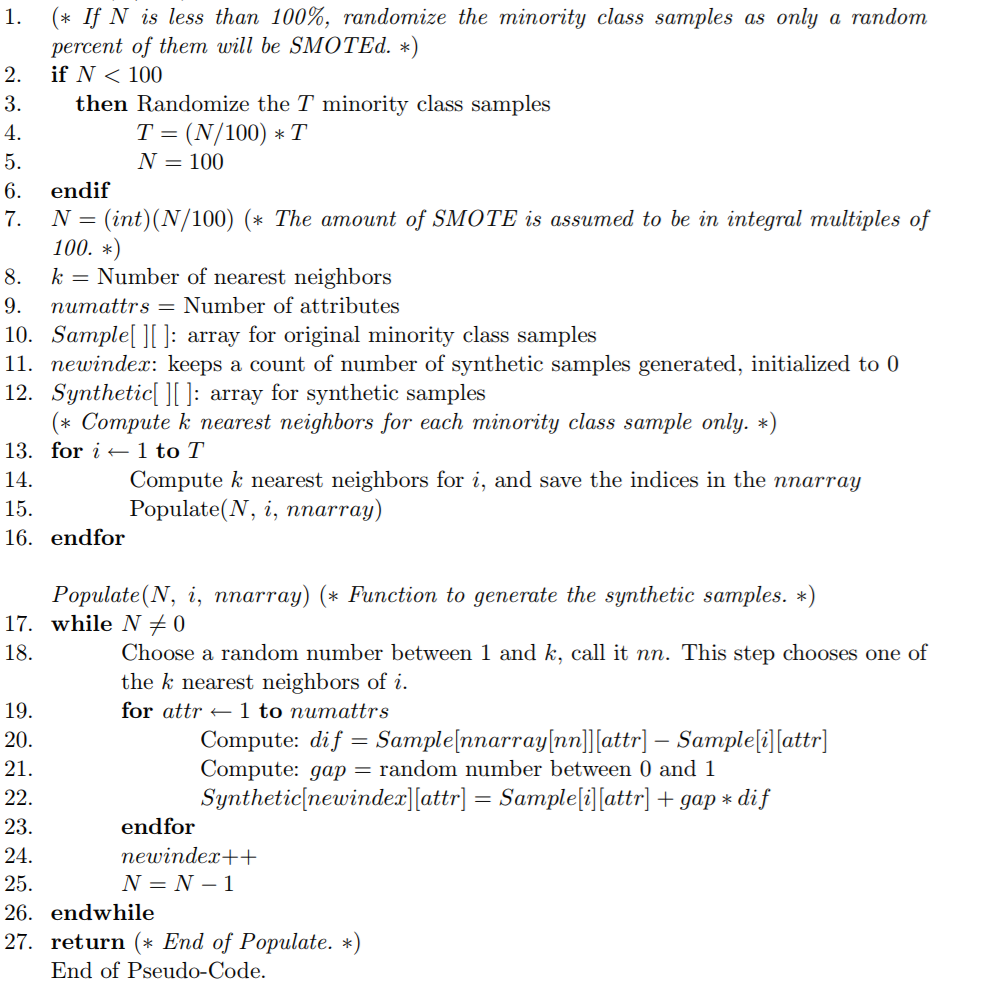 1. (∗ If N is less than 100%, randomize the minority class samples as only a random
percent of them will be SMOTEd. ∗)
2. if N < 100
3. then Randomize the T minority class samples
4. T = (N/100) ∗ T
5. N = 100
6. endif
7. N = (int)(N/100) (∗ The amount of SMOTE is assumed to be in integral multiples of
100. ∗)
8. k = Number of nearest neighbors
9. numattrs = Number of attributes
10. Sample[ ][ ]: array for original minority class samples
11. newindex: keeps a count of number of synthetic samples generated, initialized to 0
12. Synthetic[ ][ ]: array for synthetic samples
(∗ Compute k nearest neighbors for each minority class sample only. ∗)
13. for i ← 1 to T
14. Compute k nearest neighbors for i, and save the indices in the nnarray
15. Populate(N, i, nnarray)
16. endfor
Populate(N, i, nnarray) (∗ Function to generate the synthetic samples. ∗)
17. while N ≠ 0
18. Choose a random number between 1 and k, call it nn. This step chooses one of
the k nearest neighbors of i.
19. for attr ← 1 to numattrs
20. Compute: dif = Sample[nnarray[nn]][attr] − Sample[i][attr]
21. Compute: gap = random number between 0 and 1
22. Synthetic[newindex][attr] = Sample[i][attr] + gap ∗ dif
23. endfor
24. newindex++
25. N = N − 1
26. endwhile
27. return (∗ End of Populate. ∗)
End of Pseudo-Code.